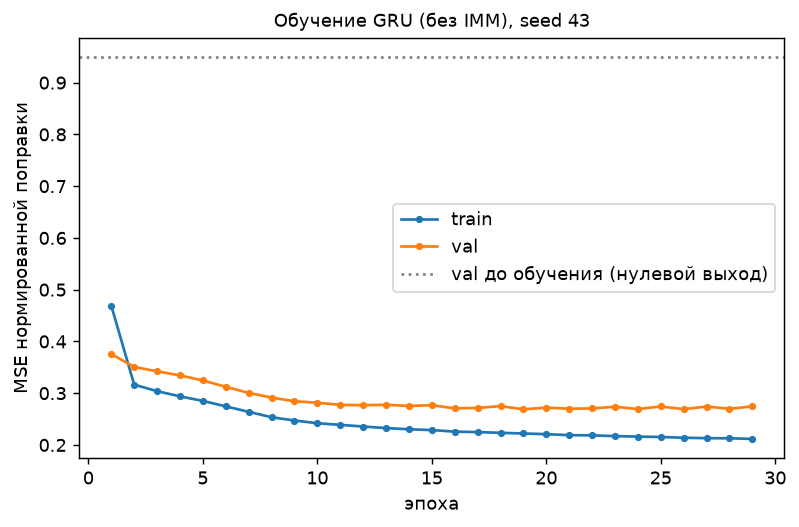 Обучение GRU (без IMM), seed 43
MSE нормированной поправки
0.9
0.8
0.7
0.6
0.5
0.4
0.3
0.2
train
val
val до обучения (нулевой выход)
0 5 10 15 20 25 30
эпоха